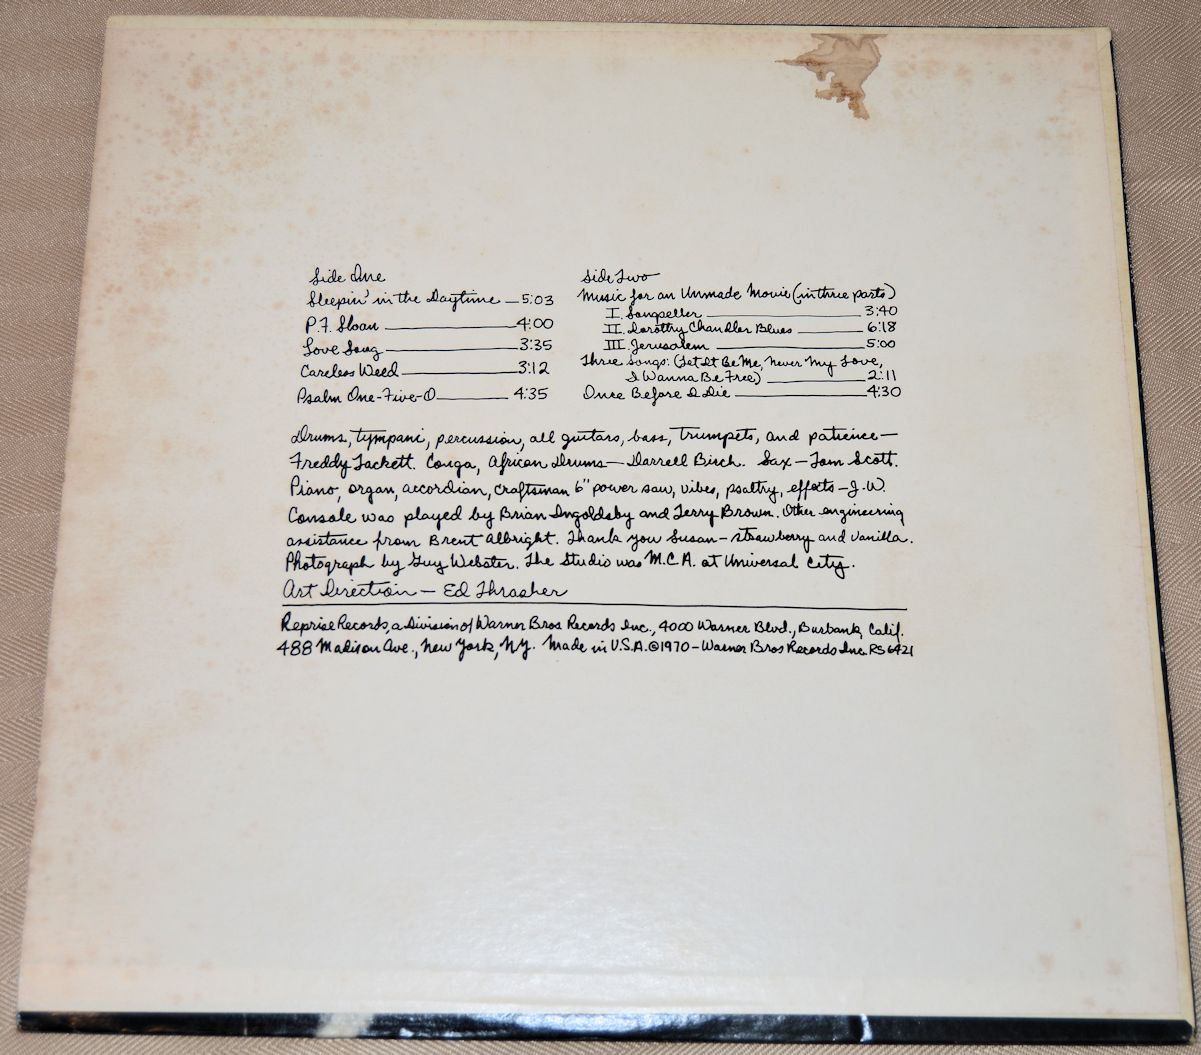 Side One
Sleepin' in the Daytime — 5:03
P.F. Sloan — 4:00
Love Song — 3:35
Careless Weed — 3:12
Psalm One-Five-O — 4:35
Side Two
Music for an Unmade Movie (in three parts)
I. Songseller — 3:40
II. Dorothy Chandler Blues — 6:18
III. Jerusalem — 5:00
Three songs: (Let It Be Me, Never My Love,
I Wanna Be Free) — 2:11
Once Before I Die — 4:30
Drums, tympani, percussion, all guitars, bass, trumpets, and patience —
Freddy Tackett. Conga, African Drums — Darrell Birch. Sax — Tom Scott.
Piano, organ, accordian, craftsman 6" power saw, vibes, psaltry, effects — J.W.
Console was played by Brian Ingoldsby and Terry Brown. Other engineering
assistance from Brent Albright. Thank you Susan — strawberry and vanilla.
Photograph by Guy Webster. The studio was M.C.A. at Universal City.
Art Direction — Ed Thrasher
Reprise Records, a Division of Warner Bros Records Inc., 4000 Warner Blvd., Burbank, Calif.
488 Madison Ave., New York, NY. Made in U.S.A. ©1970 — Warner Bros Records Inc. RS 6421